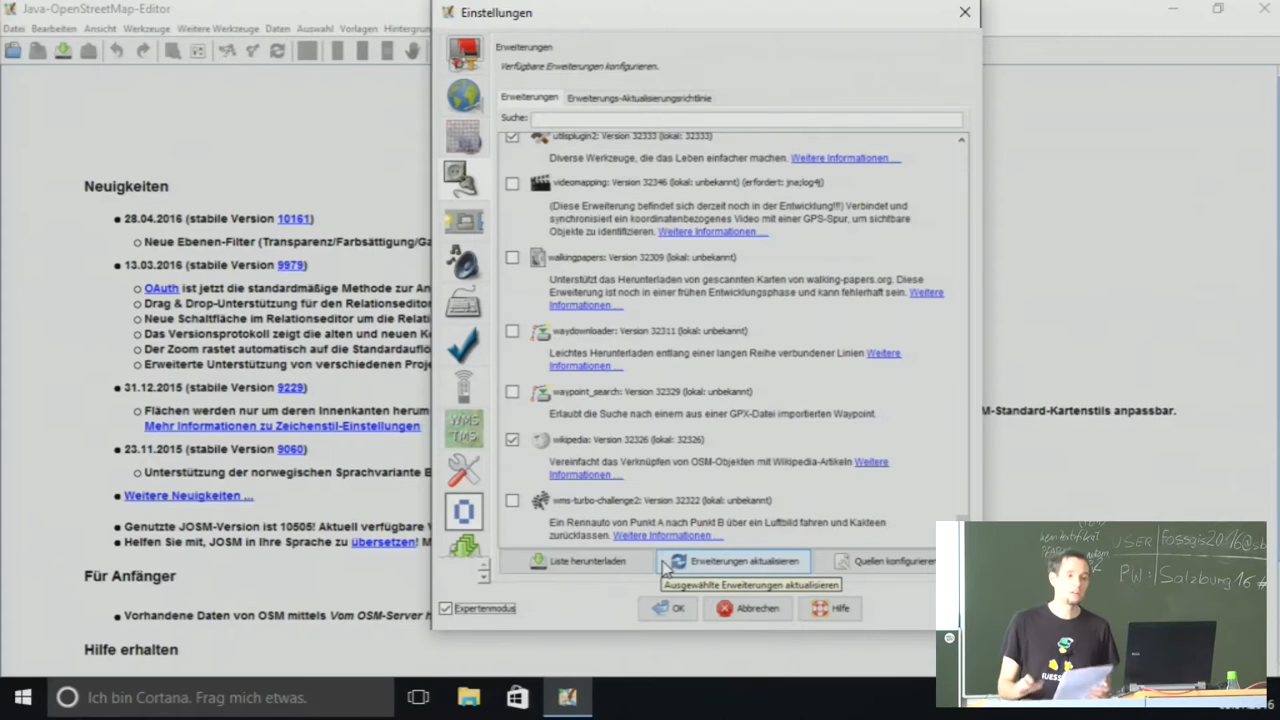 Java-OpenStreetMap-Editor
Datei Bearbeiten Ansicht Werkzeuge Weitere Werkzeuge Daten Auswahl Vorlagen Hintergrun
Neuigkeiten
28.04.2016 (stabile Version 10161)
Neue Ebenen-Filter (Transparenz/Farbsättigung/Ga
13.03.2016 (stabile Version 9979)
OAuth ist jetzt die standardmäßige Methode zur An
Drag & Drop-Unterstützung für den Relationsedito
Neue Schaltfläche im Relationseditor um die Relati
Das Versionsprotokoll zeigt die alten und neuen Ko
Der Zoom rastet automatisch auf die Standardauflö
Erweiterte Unterstützung von verschiedenen Proje
31.12.2015 (stabile Version 9229)
Flächen werden nur um deren Innenkanten herum
M-Standard-Kartenstils anpassbar.
Mehr Informationen zu Zeichenstil-Einstellungen
23.11.2015 (stabile Version 9060)
Unterstützung der norwegischen Sprachvariante B
Weitere Neuigkeiten ...
Genutzte JOSM-Version ist 10505! Aktuell verfügbar
Helfen Sie mit, JOSM in Ihre Sprache zu übersetzen! M
Für Anfänger
Vorhandene Daten von OSM mittels Vom OSM-Server h
Hilfe erhalten
Einstellungen
Erweiterungen
Verfügbare Erweiterungen konfigurieren.
Erweiterungen Erweiterungs-Aktualisierungsrichtlinie
Suche:
utilsplugin2: Version 32333 (lokal: 32333)
Diverse Werkzeuge, die das Leben einfacher machen. Weitere Informationen ...
videomapping: Version 32346 (lokal: unbekannt) (erfordert: jna;log4j)
(Diese Erweiterung befindet sich derzeit noch in der Entwicklung!!!) Verbindet und
synchronisiert ein koordinatenbezogenes Video mit einer GPS-Spur, um sichtbare
Objekte zu identifizieren. Weitere Informationen ...
walkingpapers: Version 32309 (lokal: unbekannt)
Unterstützt das Herunterladen von gescannten Karten von walking-papers.org. Diese
Erweiterung ist noch in einer frühen Entwicklungsphase und kann fehlerhaft sein. Weitere
Informationen ...
waydownloader: Version 32311 (lokal: unbekannt)
Leichtes Herunterladen entlang einer langen Reihe verbundener Linien Weitere
Informationen ...
waypoint_search: Version 32329 (lokal: unbekannt)
Erlaubt die Suche nach einem aus einer GPX-Datei importierten Waypoint.
wikipedia: Version 32326 (lokal: 32326)
Vereinfacht das Verknüpfen von OSM-Objekten mit Wikipedia-Artikeln Weitere
Informationen ...
wms-turbo-challenge2: Version 32322 (lokal: unbekannt)
Ein Rennauto von Punkt A nach Punkt B über ein Luftbild fahren und Kakteen
zurücklassen. Weitere Informationen ...
WMS
TMS
Liste herunterladen Erweiterungen aktualisieren Quellen konfigurieren
Ausgewählte Erweiterungen aktualisieren
Expertenmodus OK Abbrechen Hilfe
USER fossgis2016@sb
PW: Salzburg16#
Ich bin Cortana. Frag mich etwas.